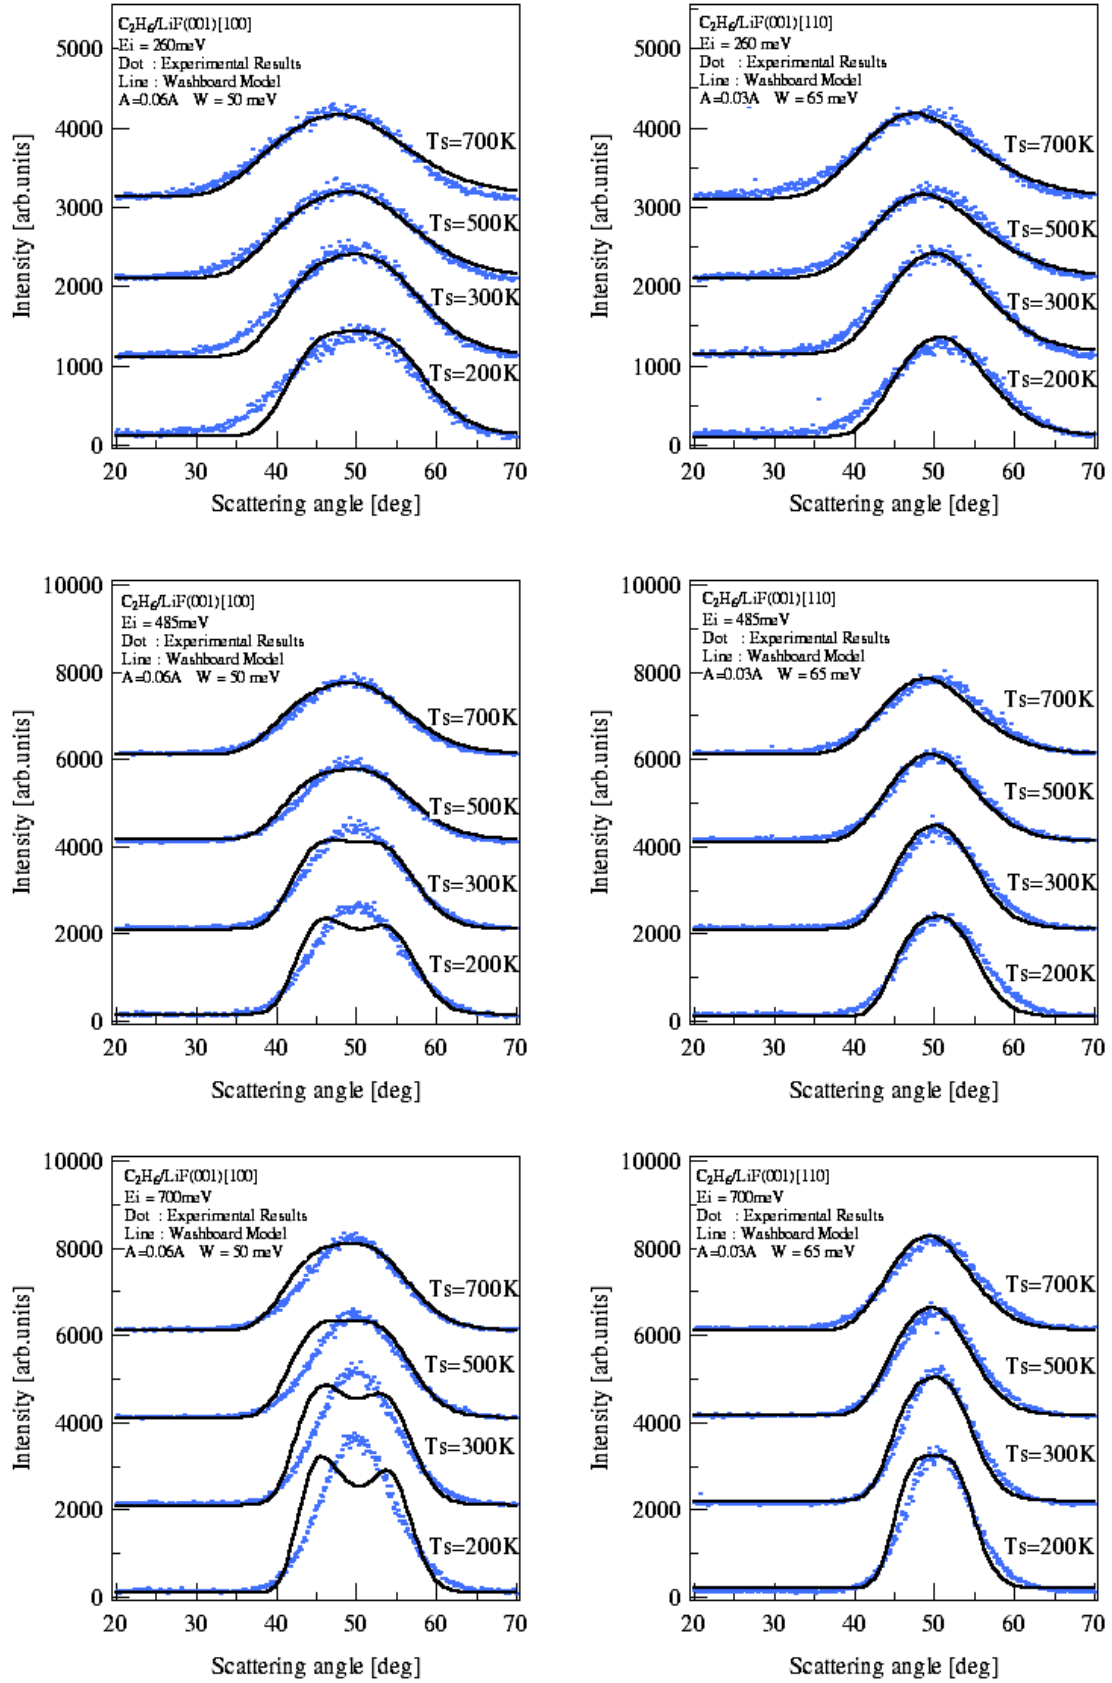 C₂H₆/LiF(001)[100]
Ei = 260meV
Dot : Experimental Results
Line : Washboard Model
A=0.06A W = 50 meV
5000
4000
3000
2000
1000
0
Intensity [arb.units]
Ts=700K
Ts=500K
Ts=300K
Ts=200K
20 30 40 50 60 70
Scattering angle [deg]
C₂H₆/LiF(001)[110]
Ei = 260 meV
Dot : Experimental Results
Line : Washboard Model
A=0.03A W = 65 meV
5000
4000
3000
2000
1000
0
Intensity [arb.units]
Ts=700K
Ts=500K
Ts=300K
Ts=200K
20 30 40 50 60 70
Scattering angle [deg]
C₂H₆/LiF(001)[100]
Ei = 485meV
Dot : Experimental Results
Line : Washboard Model
A=0.06A W = 50 meV
10000
8000
6000
4000
2000
0
Intensity [arb.units]
Ts=700K
Ts=500K
Ts=300K
Ts=200K
20 30 40 50 60 70
Scattering angle [deg]
C₂H₆/LiF(001)[110]
Ei = 485meV
Dot : Experimental Results
Line : Washboard Model
A=0.03A W = 65 meV
10000
8000
6000
4000
2000
0
Intensity [arb.units]
Ts=700K
Ts=500K
Ts=300K
Ts=200K
20 30 40 50 60 70
Scattering angle [deg]
C₂H₆/LiF(001)[100]
Ei = 700meV
Dot : Experimental Results
Line : Washboard Model
A=0.06A W = 50 meV
10000
8000
6000
4000
2000
0
Intensity [arb.units]
Ts=700K
Ts=500K
Ts=300K
Ts=200K
20 30 40 50 60 70
Scattering angle [deg]
C₂H₆/LiF(001)[110]
Ei = 700meV
Dot : Experimental Results
Line : Washboard Model
A=0.03A W = 65 meV
10000
8000
6000
4000
2000
0
Intensity [arb.units]
Ts=700K
Ts=500K
Ts=300K
Ts=200K
20 30 40 50 60 70
Scattering angle [deg]